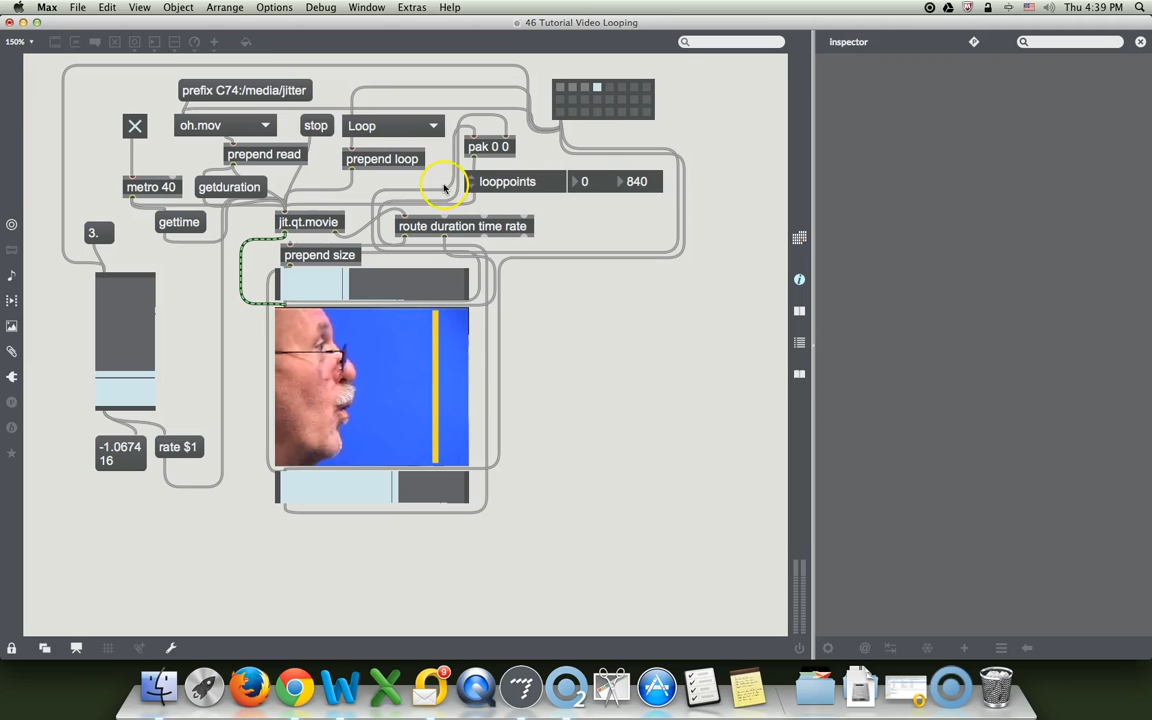 Max File Edit View Object Arrange Options Debug Window Extras Help Thu 4:39 PM
46 Tutorial Video Looping
150%
inspector
prefix C74:/media/jitter
oh.mov
stop
Loop
pak 0 0
prepend read
prepend loop
metro 40
getduration
looppoints
0
840
gettime
jit.qt.movie
route duration time rate
3.
prepend size
-1.0674
16
rate $1
9
2